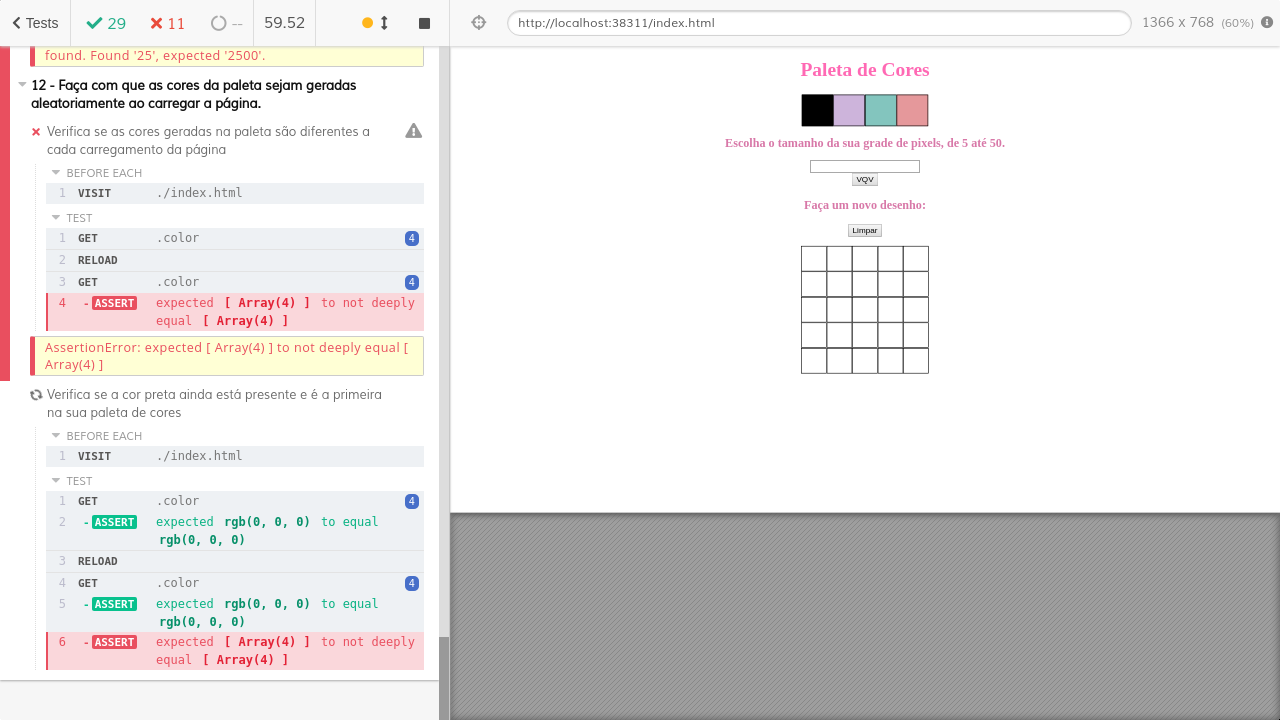 Tests
29
11
--
59.52
found. Found '25', expected '2500'.
12 - Faça com que as cores da paleta sejam geradas
aleatoriamente ao carregar a página.
Verifica se as cores geradas na paleta são diferentes a
cada carregamento da página
BEFORE EACH
1 VISIT ./index.html
TEST
1 GET .color 4
2 RELOAD
3 GET .color 4
4 - ASSERT expected [ Array(4) ] to not deeply
equal [ Array(4) ]
AssertionError: expected [ Array(4) ] to not deeply equal [
Array(4) ]
Verifica se a cor preta ainda está presente e é a primeira
na sua paleta de cores
BEFORE EACH
1 VISIT ./index.html
TEST
1 GET .color 4
2 - ASSERT expected rgb(0, 0, 0) to equal
rgb(0, 0, 0)
3 RELOAD
4 GET .color 4
5 - ASSERT expected rgb(0, 0, 0) to equal
rgb(0, 0, 0)
6 - ASSERT expected [ Array(4) ] to not deeply
equal [ Array(4) ]
http://localhost:38311/index.html
1366 x 768 (60%)
Paleta de Cores
Escolha o tamanho da sua grade de pixels, de 5 até 50.
VQV
Faça um novo desenho:
Limpar